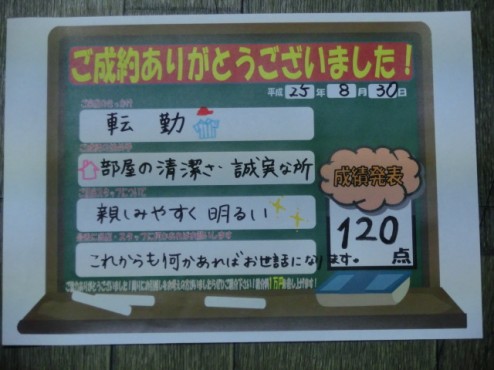 ご成約ありがとうございました！
平成 25 年 8 月 30 日
転 勤
部屋の清潔さ・誠実な所
成績発表
親しみやすく 明るい
120
点
これからも何かあればお世話になります。